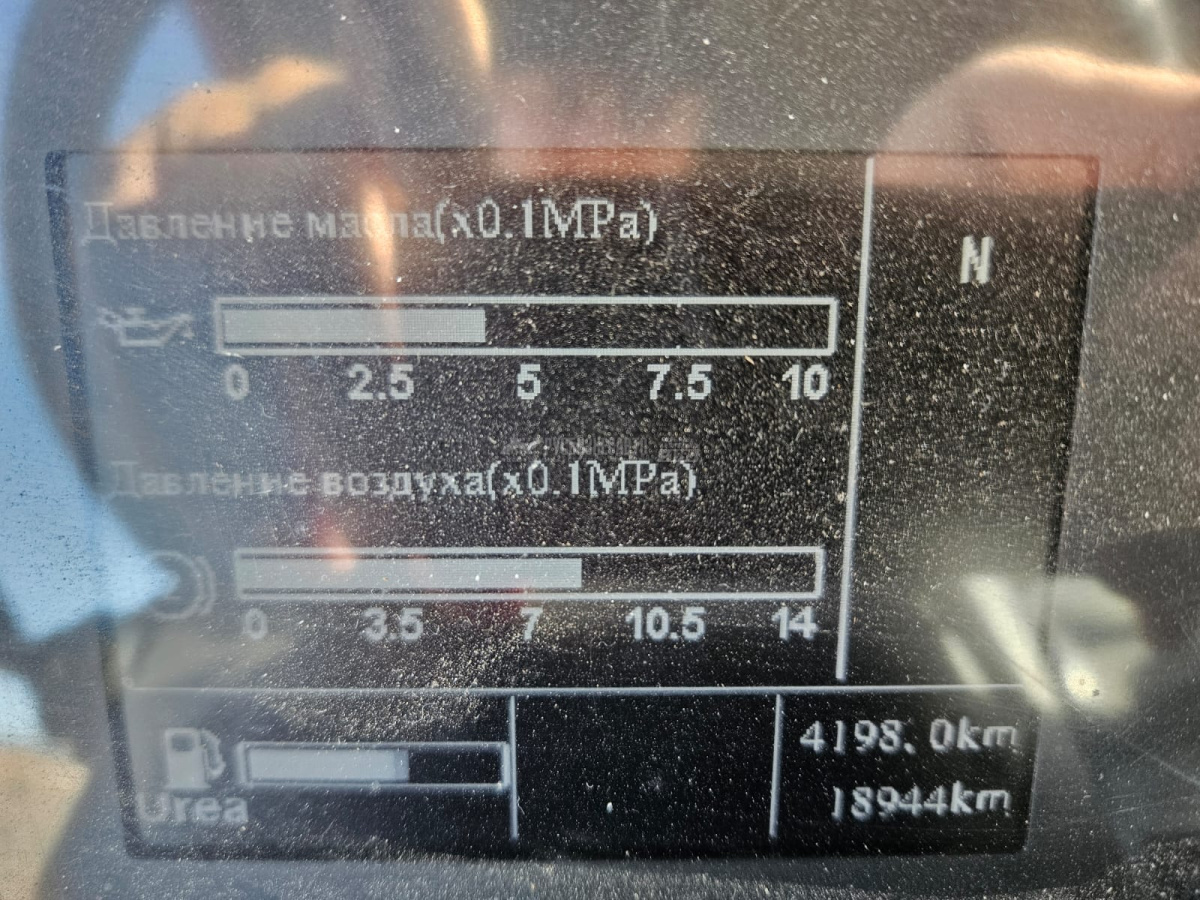 Давление масла(x0.1MPa)
N
0 2.5 5 7.5 10
Давление воздуха(x0.1MPa)
0 3.5 7 10.5 14
4198.0km
Urea
18944km